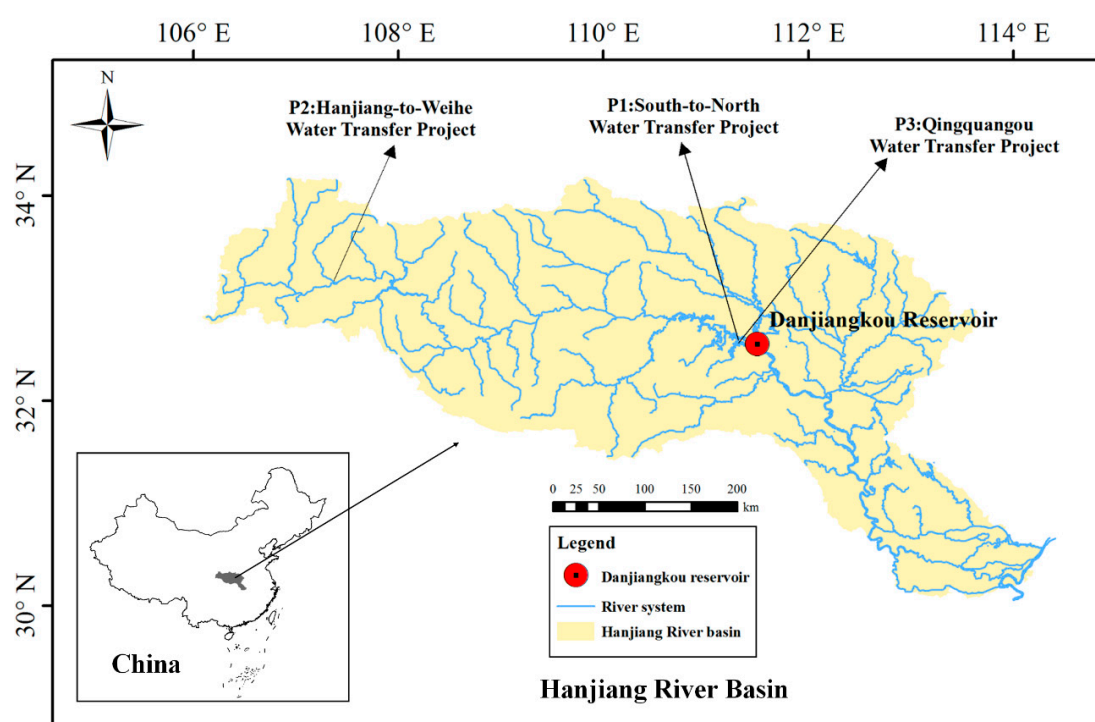 106° E
108° E
110° E
112° E
114° E
N
P2:Hanjiang-to-Weihe
Water Transfer Project
P1:South-to-North
Water Transfer Project
P3:Qingquangou
Water Transfer Project
34° N
32° N
30° N
Danjiangkou Reservoir
0 25 50 100 150 200
km
Legend
Danjiangkou reservoir
River system
Hanjiang River basin
China
Hanjiang River Basin